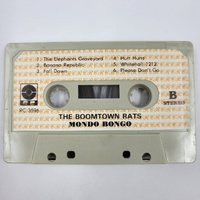 1. The Elephants Graveyard
2. Banana Republic
3. Fall Down
4. Hurt Hurts
5. Whitehall 1212
6. Please Don't Go
B
STEREO
THE BOOMTOWN RATS
MONDO BONGO